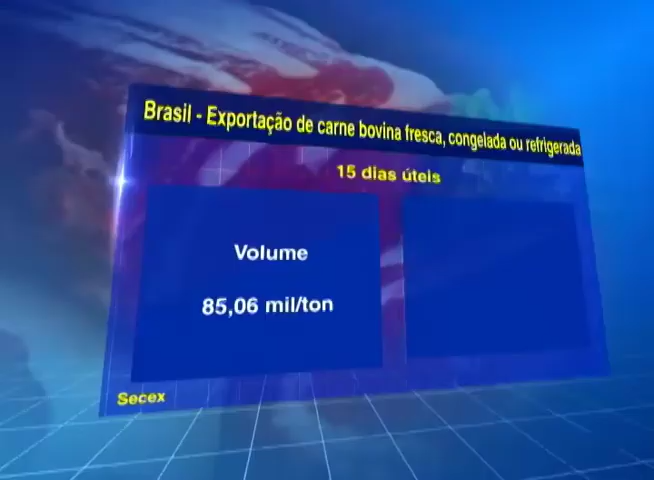 Brasil - Exportação de carne bovina fresca, congelada ou refrigerada
15 dias úteis
Volume
85,06 mil/ton
Secex